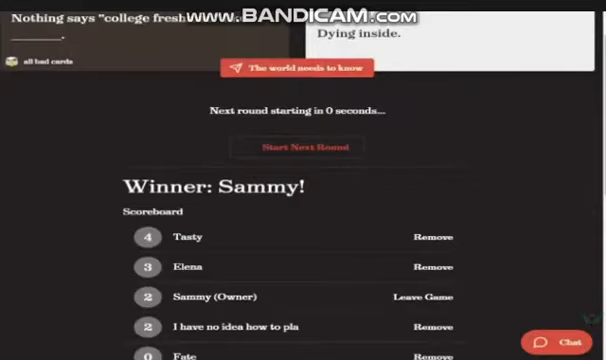 www.BANDICAM.com
Nothing says "college fresh
________.
Dying inside.
all bad cards
The world needs to know
Next round starting in 0 seconds...
Start Next Round
Winner: Sammy!
Scoreboard
4 Tasty Remove
3 Elena Remove
2 Sammy (Owner) Leave Game
2 I have no idea how to pla Remove
0 Fate Remove
Chat